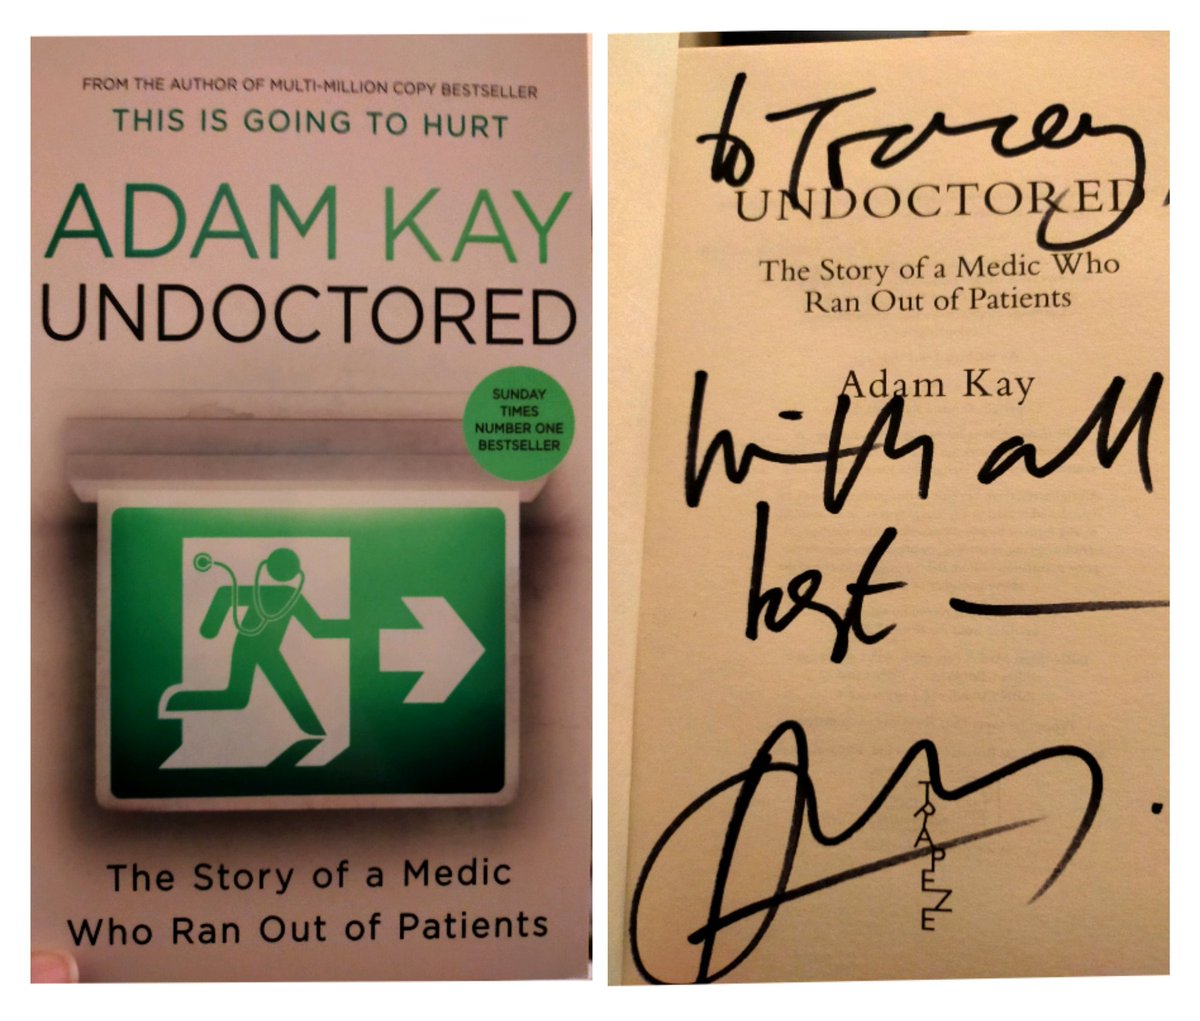 FROM THE AUTHOR OF MULTI-MILLION COPY BESTSELLER
THIS IS GOING TO HURT
ADAM KAY
UNDOCTORED
SUNDAY
TIMES
NUMBER ONE
BESTSELLER
The Story of a Medic
Who Ran Out of Patients
to Tracey
UNDOCTORED
The Story of a Medic Who
Ran Out of Patients
Adam Kay
with all
best —
TRAPEZE